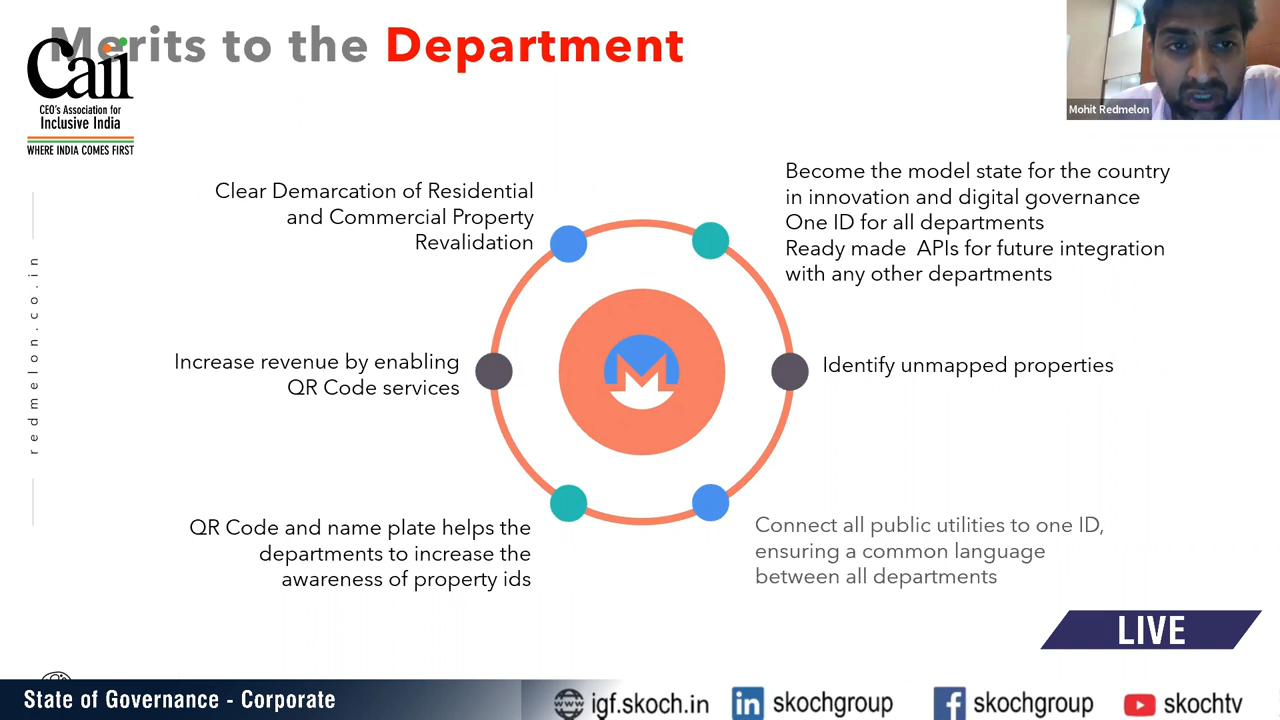 Merits to the Department
Caii
CEO's Association for
Inclusive India
WHERE INDIA COMES FIRST
Mohit Redmelon
Clear Demarcation of Residential
and Commercial Property
Revalidation
Become the model state for the country
in innovation and digital governance
One ID for all departments
Ready made APIs for future integration
with any other departments
redmelon.co.in
Increase revenue by enabling
QR Code services
Identify unmapped properties
QR Code and name plate helps the
departments to increase the
awareness of property ids
Connect all public utilities to one ID,
ensuring a common language
between all departments
LIVE
State of Governance - Corporate
igf.skoch.in
in
skochgroup
f
skochgroup
skochtv